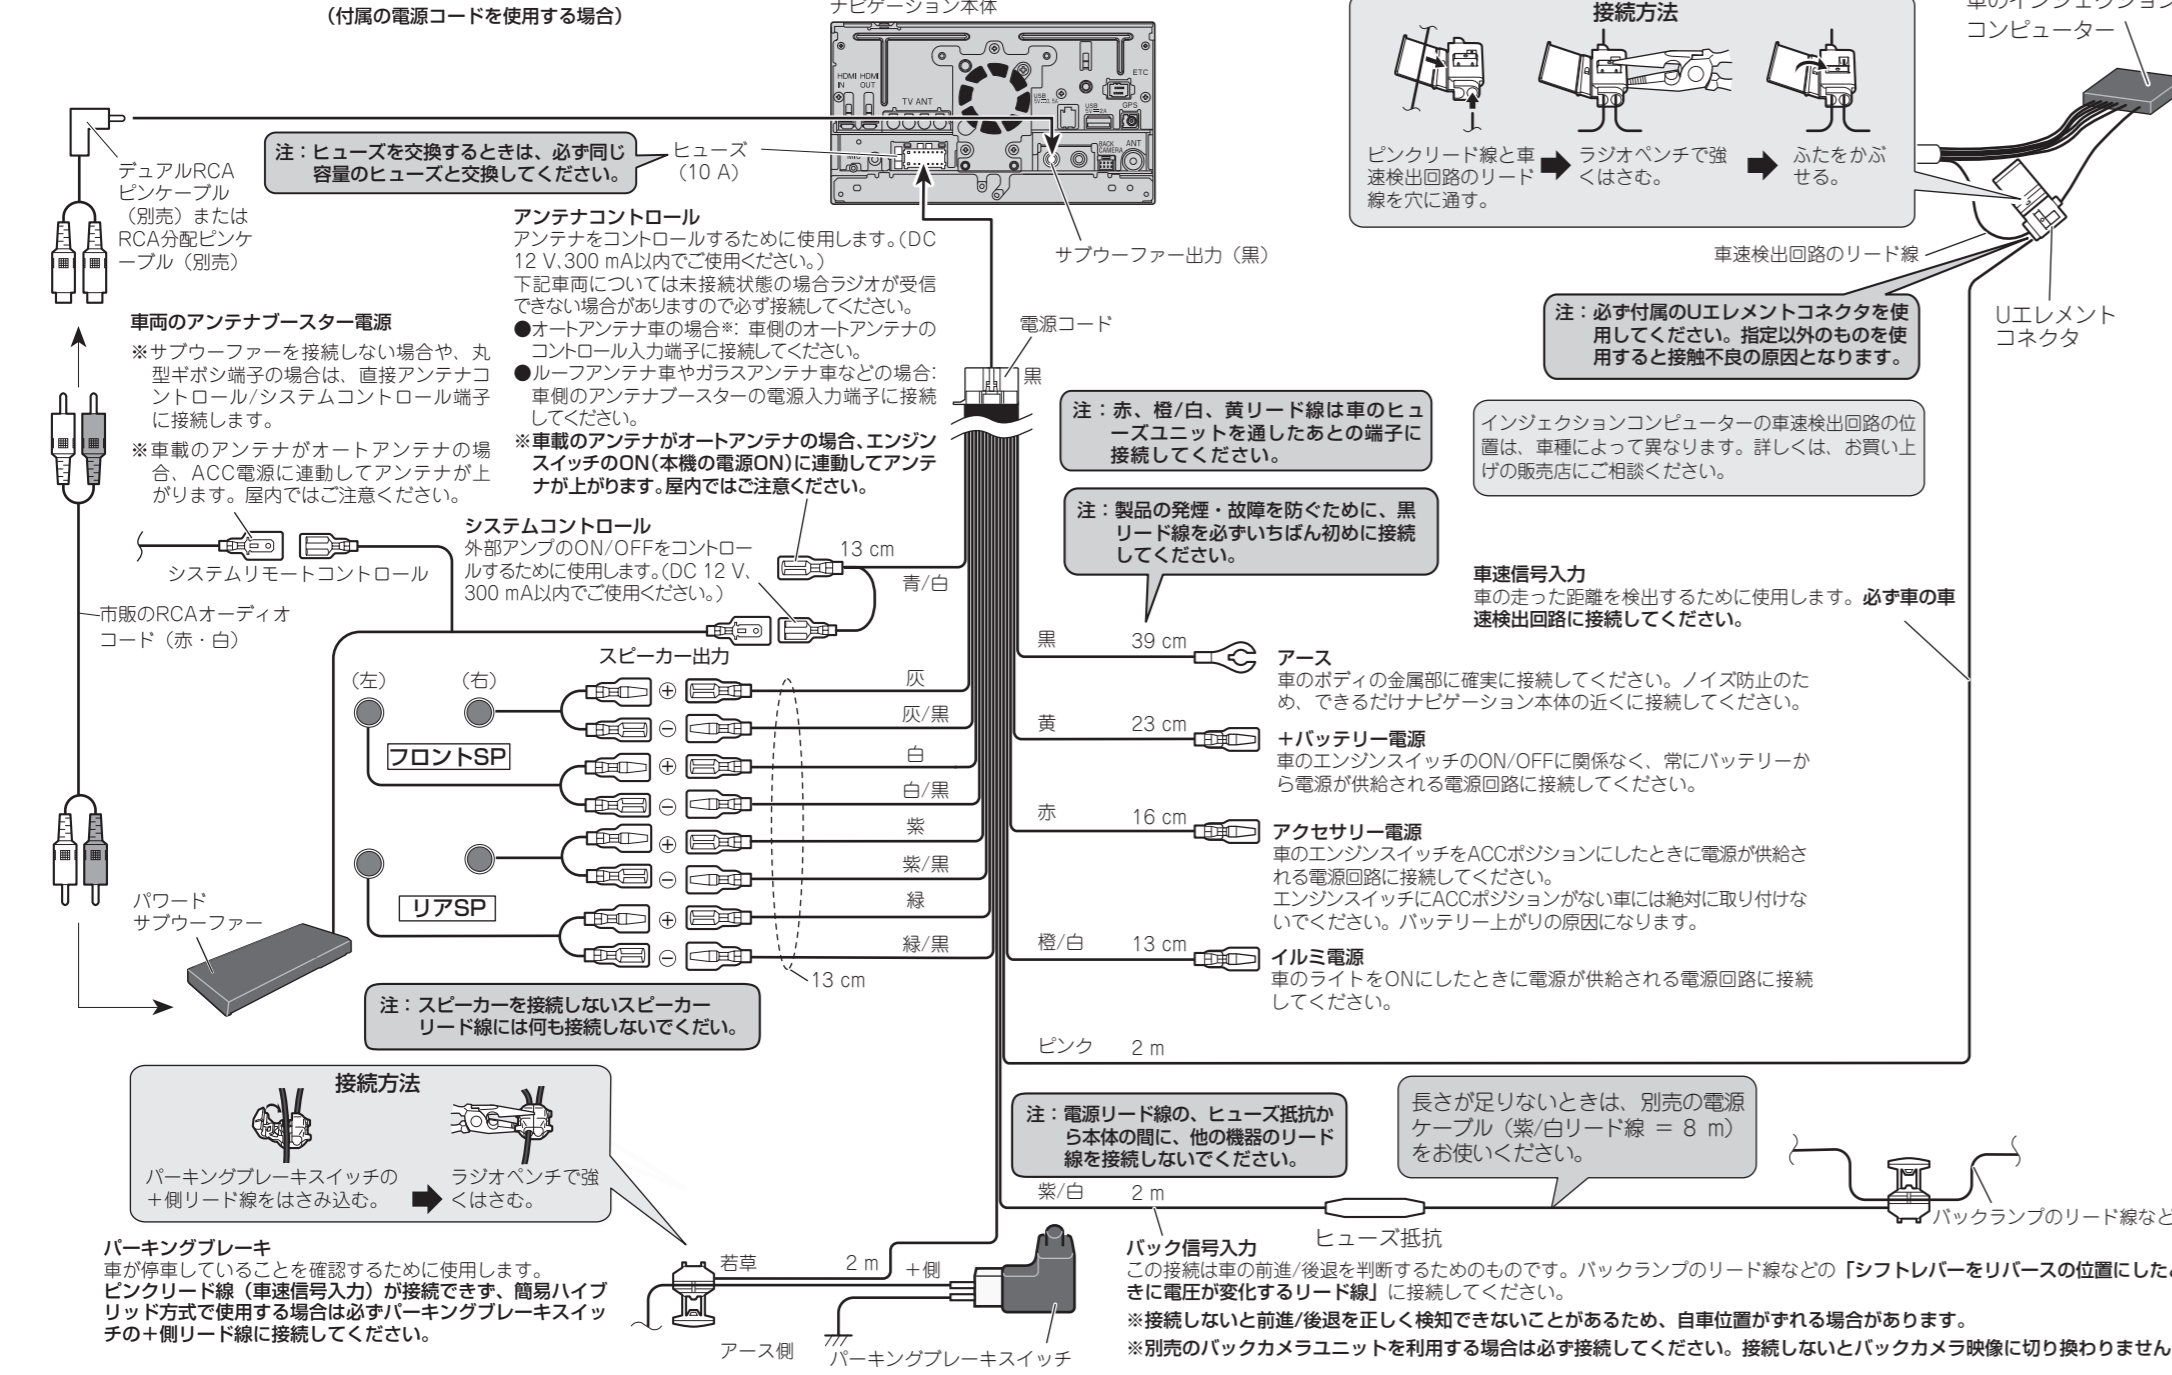 (付属の電源コードを使用する場合)
ナビゲーション本体
HDMI IN
HDMI OUT
TV ANT
ETC
GPS
BACK CAMERA
ANT
デュアルRCA
ピンケーブル
(別売)または
RCA分配ピンケ
ーブル(別売)
注:ヒューズを交換するときは、必ず同じ
容量のヒューズと交換してください。
ヒューズ
(10 A)
サブウーファー出力(黒)
接続方法
ピンクリード線と車
速検出回路のリード
線を穴に通す。
ラジオペンチで強
くはさむ。
ふたをかぶ
せる。
車のインジェクション
コンピューター
車速検出回路のリード線
Uエレメント
コネクタ
注:必ず付属のUエレメントコネクタを使
用してください。指定以外のものを使
用すると接触不良の原因となります。
インジェクションコンピューターの車速検出回路の位
置は、車種によって異なります。詳しくは、お買い上
げの販売店にご相談ください。
アンテナコントロール
アンテナをコントロールするために使用します。(DC
12 V、300 mA以内でご使用ください。)
下記車両については未接続状態の場合ラジオが受信
できない場合がありますので必ず接続してください。
●オートアンテナ車の場合※: 車側のオートアンテナの
コントロール入力端子に接続してください。
●ルーフアンテナ車やガラスアンテナ車などの場合:
車側のアンテナブースターの電源入力端子に接続
してください。
※車載のアンテナがオートアンテナの場合、エンジン
スイッチのON(本機の電源ON)に連動してアンテ
ナが上がります。屋内ではご注意ください。
車両のアンテナブースター電源
※サブウーファーを接続しない場合や、丸
型ギボシ端子の場合は、直接アンテナコ
ントロール/システムコントロール端子
に接続します。
※車載のアンテナがオートアンテナの場
合、ACC電源に連動してアンテナが上
がります。屋内ではご注意ください。
システムリモートコントロール
市販のRCAオーディオ
コード(赤・白)
システムコントロール
外部アンプのON/OFFをコントロー
ルするために使用します。(DC 12 V、
300 mA以内でご使用ください。)
13 cm
青/白
電源コード
黒
注:赤、橙/白、黄リード線は車のヒュ
ーズユニットを通したあとの端子に
接続してください。
注:製品の発煙・故障を防ぐために、黒
リード線を必ずいちばん初めに接続
してください。
車速信号入力
車の走った距離を検出するために使用します。必ず車の車
速検出回路に接続してください。
スピーカー出力
(左)
(右)
フロントSP
リアSP
⊕ 灰
⊖ 灰/黒
⊕ 白
⊖ 白/黒
⊕ 紫
⊖ 紫/黒
⊕ 緑
⊖ 緑/黒
13 cm
パワード
サブウーファー
注:スピーカーを接続しないスピーカー
リード線には何も接続しないでくだい。
黒 39 cm
アース
車のボディの金属部に確実に接続してください。ノイズ防止のた
め、できるだけナビゲーション本体の近くに接続してください。
黄 23 cm
+バッテリー電源
車のエンジンスイッチのON/OFFに関係なく、常にバッテリーか
ら電源が供給される電源回路に接続してください。
赤 16 cm
アクセサリー電源
車のエンジンスイッチをACCポジションにしたときに電源が供給さ
れる電源回路に接続してください。
エンジンスイッチにACCポジションがない車には絶対に取り付けな
いでください。バッテリー上がりの原因になります。
橙/白 13 cm
イルミ電源
車のライトをONにしたときに電源が供給される電源回路に接続
してください。
ピンク 2 m
接続方法
パーキングブレーキスイッチの
+側リード線をはさみ込む。
ラジオペンチで強
くはさむ。
パーキングブレーキ
車が停車していることを確認するために使用します。
ピンクリード線(車速信号入力)が接続できず、簡易ハイブ
リッド方式で使用する場合は必ずパーキングブレーキスイッ
チの+側リード線に接続してください。
若草 2 m
+側
アース側
パーキングブレーキスイッチ
注:電源リード線の、ヒューズ抵抗か
ら本体の間に、他の機器のリード
線を接続しないでください。
長さが足りないときは、別売の電源
ケーブル(紫/白リード線 = 8 m)
をお使いください。
紫/白 2 m
ヒューズ抵抗
バックランプのリード線など
バック信号入力
この接続は車の前進/後退を判断するためのものです。バックランプのリード線などの「シフトレバーをリバースの位置にしたと
きに電圧が変化するリード線」に接続してください。
※接続しないと前進/後退を正しく検知できないことがあるため、自車位置がずれる場合があります。
※別売のバックカメラユニットを利用する場合は必ず接続してください。接続しないとバックカメラ映像に切り換わりません